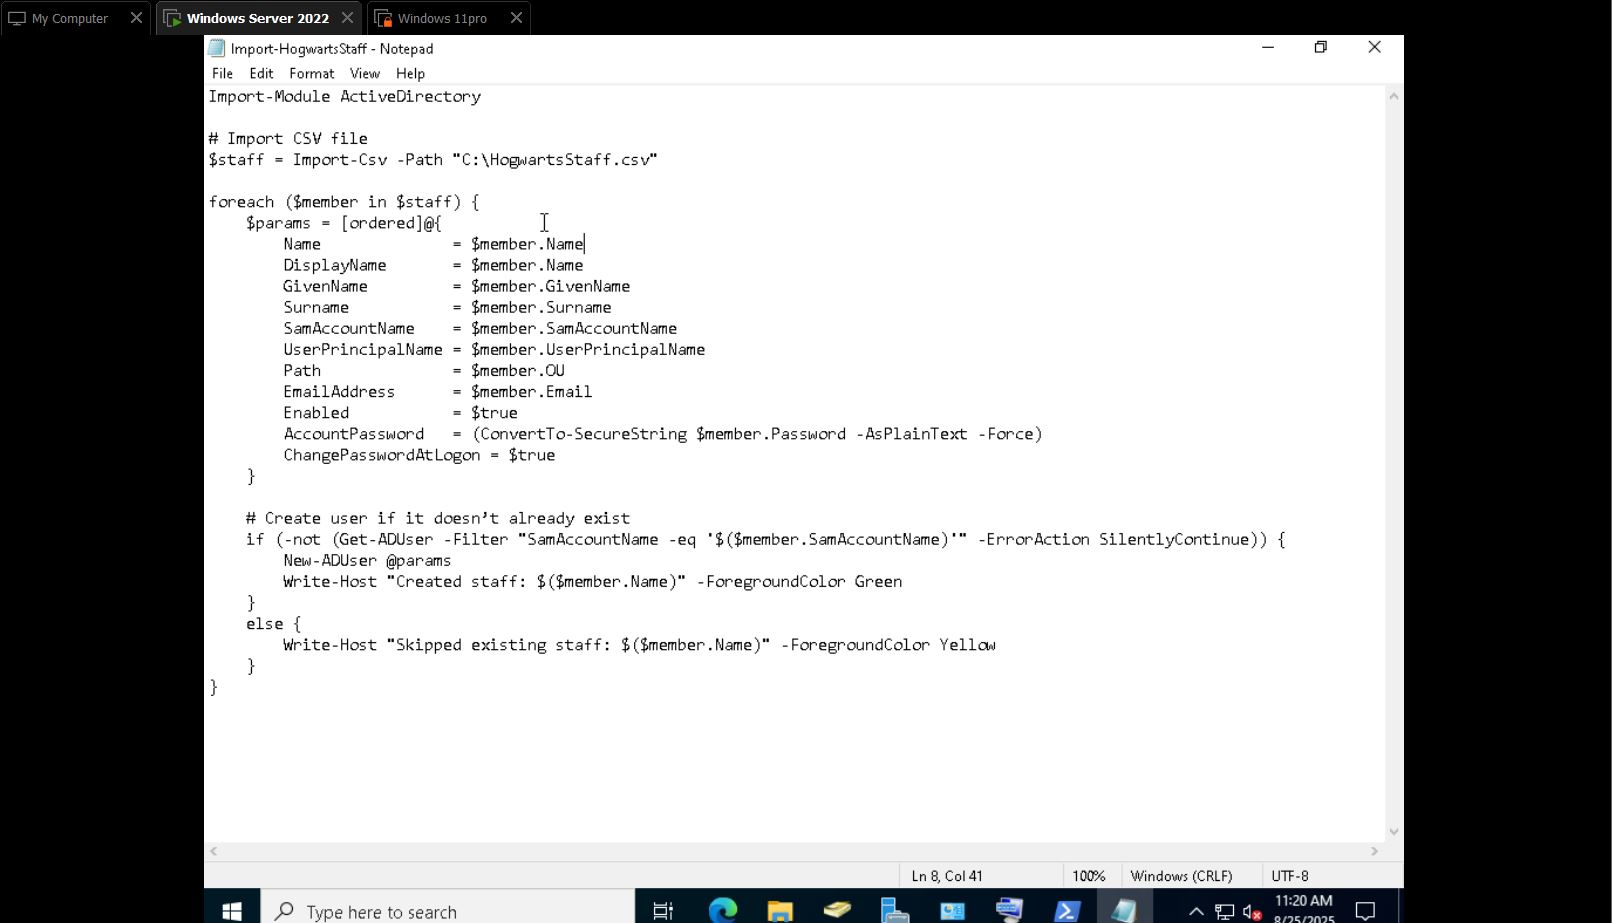 My Computer
Windows Server 2022
Windows 11pro
Import-HogwartsStaff - Notepad
File Edit Format View Help
Import-Module ActiveDirectory
# Import CSV file
$staff = Import-Csv -Path "C:\HogwartsStaff.csv"
foreach ($member in $staff) {
    $params = [ordered]@{
        Name              = $member.Name
        DisplayName       = $member.Name
        GivenName         = $member.GivenName
        Surname           = $member.Surname
        SamAccountName    = $member.SamAccountName
        UserPrincipalName = $member.UserPrincipalName
        Path              = $member.OU
        EmailAddress      = $member.Email
        Enabled           = $true
        AccountPassword   = (ConvertTo-SecureString $member.Password -AsPlainText -Force)
        ChangePasswordAtLogon = $true
    }
    # Create user if it doesn’t already exist
    if (-not (Get-ADUser -Filter "SamAccountName -eq '$($member.SamAccountName)'" -ErrorAction SilentlyContinue)) {
        New-ADUser @params
        Write-Host "Created staff: $($member.Name)" -ForegroundColor Green
    }
    else {
        Write-Host "Skipped existing staff: $($member.Name)" -ForegroundColor Yellow
    }
}
Ln 8, Col 41
100%
Windows (CRLF)
UTF-8
Type here to search
11:20 AM
8/25/2025